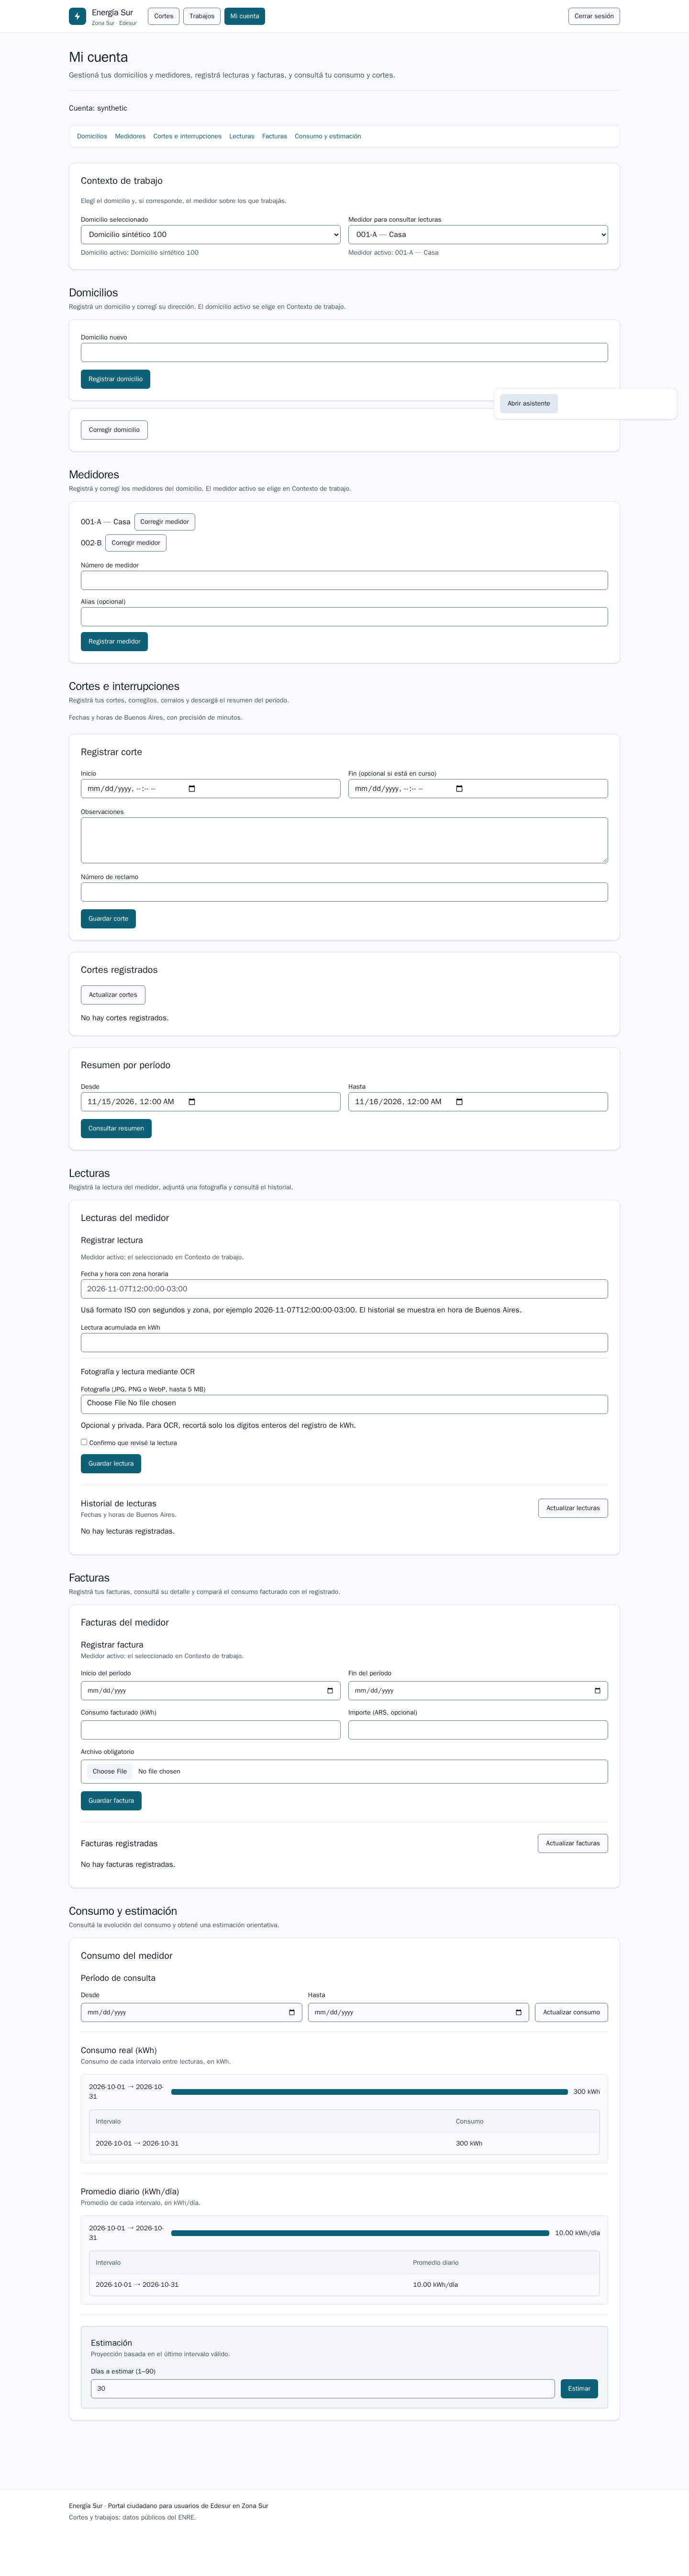 Energía Sur
Zona Sur · Edesur
Cortes
Trabajos
Mi cuenta
Cerrar sesión
Mi cuenta
Gestioná tus domicilios y medidores, registrá lecturas y facturas, y consultá tu consumo y cortes.
Cuenta: synthetic
Domicilios
Medidores
Cortes e interrupciones
Lecturas
Facturas
Consumo y estimación
Contexto de trabajo
Elegí el domicilio y, si corresponde, el medidor sobre los que trabajás.
Domicilio seleccionado
Medidor para consultar lecturas
Domicilio sintético 100
001-A — Casa
Domicilio activo: Domicilio sintético 100
Medidor activo: 001-A — Casa
Domicilios
Registrá un domicilio y corregí su dirección. El domicilio activo se elige en Contexto de trabajo.
Domicilio nuevo
Registrar domicilio
Abrir asistente
Corregir domicilio
Medidores
Registrá y corregí los medidores del domicilio. El medidor activo se elige en Contexto de trabajo.
001-A — Casa
Corregir medidor
002-B
Corregir medidor
Número de medidor
Alias (opcional)
Registrar medidor
Cortes e interrupciones
Registrá tus cortes, corregilos, cerralos y descargá el resumen del período.
Fechas y horas de Buenos Aires, con precisión de minutos.
Registrar corte
Inicio
Fin (opcional si está en curso)
mm/dd/yyyy, --:-- --
mm/dd/yyyy, --:-- --
Observaciones
Número de reclamo
Guardar corte
Cortes registrados
Actualizar cortes
No hay cortes registrados.
Resumen por período
Desde
Hasta
11/15/2026, 12:00 AM
11/16/2026, 12:00 AM
Consultar resumen
Lecturas
Registrá la lectura del medidor, adjuntá una fotografía y consultá el historial.
Lecturas del medidor
Registrar lectura
Medidor activo: el seleccionado en Contexto de trabajo.
Fecha y hora con zona horaria
2026-11-07T12:00:00-03:00
Usá formato ISO con segundos y zona, por ejemplo 2026-11-07T12:00:00-03:00. El historial se muestra en hora de Buenos Aires.
Lectura acumulada en kWh
Fotografía y lectura mediante OCR
Fotografía (JPG, PNG o WebP, hasta 5 MB)
Choose File No file chosen
Opcional y privada. Para OCR, recortá solo los dígitos enteros del registro de kWh.
Confirmo que revisé la lectura
Guardar lectura
Historial de lecturas
Fechas y horas de Buenos Aires.
Actualizar lecturas
No hay lecturas registradas.
Facturas
Registrá tus facturas, consultá su detalle y compará el consumo facturado con el registrado.
Facturas del medidor
Registrar factura
Medidor activo: el seleccionado en Contexto de trabajo.
Inicio del período
Fin del período
mm/dd/yyyy
mm/dd/yyyy
Consumo facturado (kWh)
Importe (ARS, opcional)
Archivo obligatorio
Choose File No file chosen
Guardar factura
Facturas registradas
Actualizar facturas
No hay facturas registradas.
Consumo y estimación
Consultá la evolución del consumo y obtené una estimación orientativa.
Consumo del medidor
Período de consulta
Desde
Hasta
mm/dd/yyyy
mm/dd/yyyy
Actualizar consumo
Consumo real (kWh)
Consumo de cada intervalo entre lecturas, en kWh.
2026-10-01 → 2026-10-
31
300 kWh
Intervalo
Consumo
2026-10-01 → 2026-10-31
300 kWh
Promedio diario (kWh/día)
Promedio de cada intervalo, en kWh/día.
2026-10-01 → 2026-10-
31
10.00 kWh/día
Intervalo
Promedio diario
2026-10-01 → 2026-10-31
10.00 kWh/día
Estimación
Proyección basada en el último intervalo válido.
Días a estimar (1–90)
30
Estimar
Energía Sur · Portal ciudadano para usuarios de Edesur en Zona Sur
Cortes y trabajos: datos públicos del ENRE.